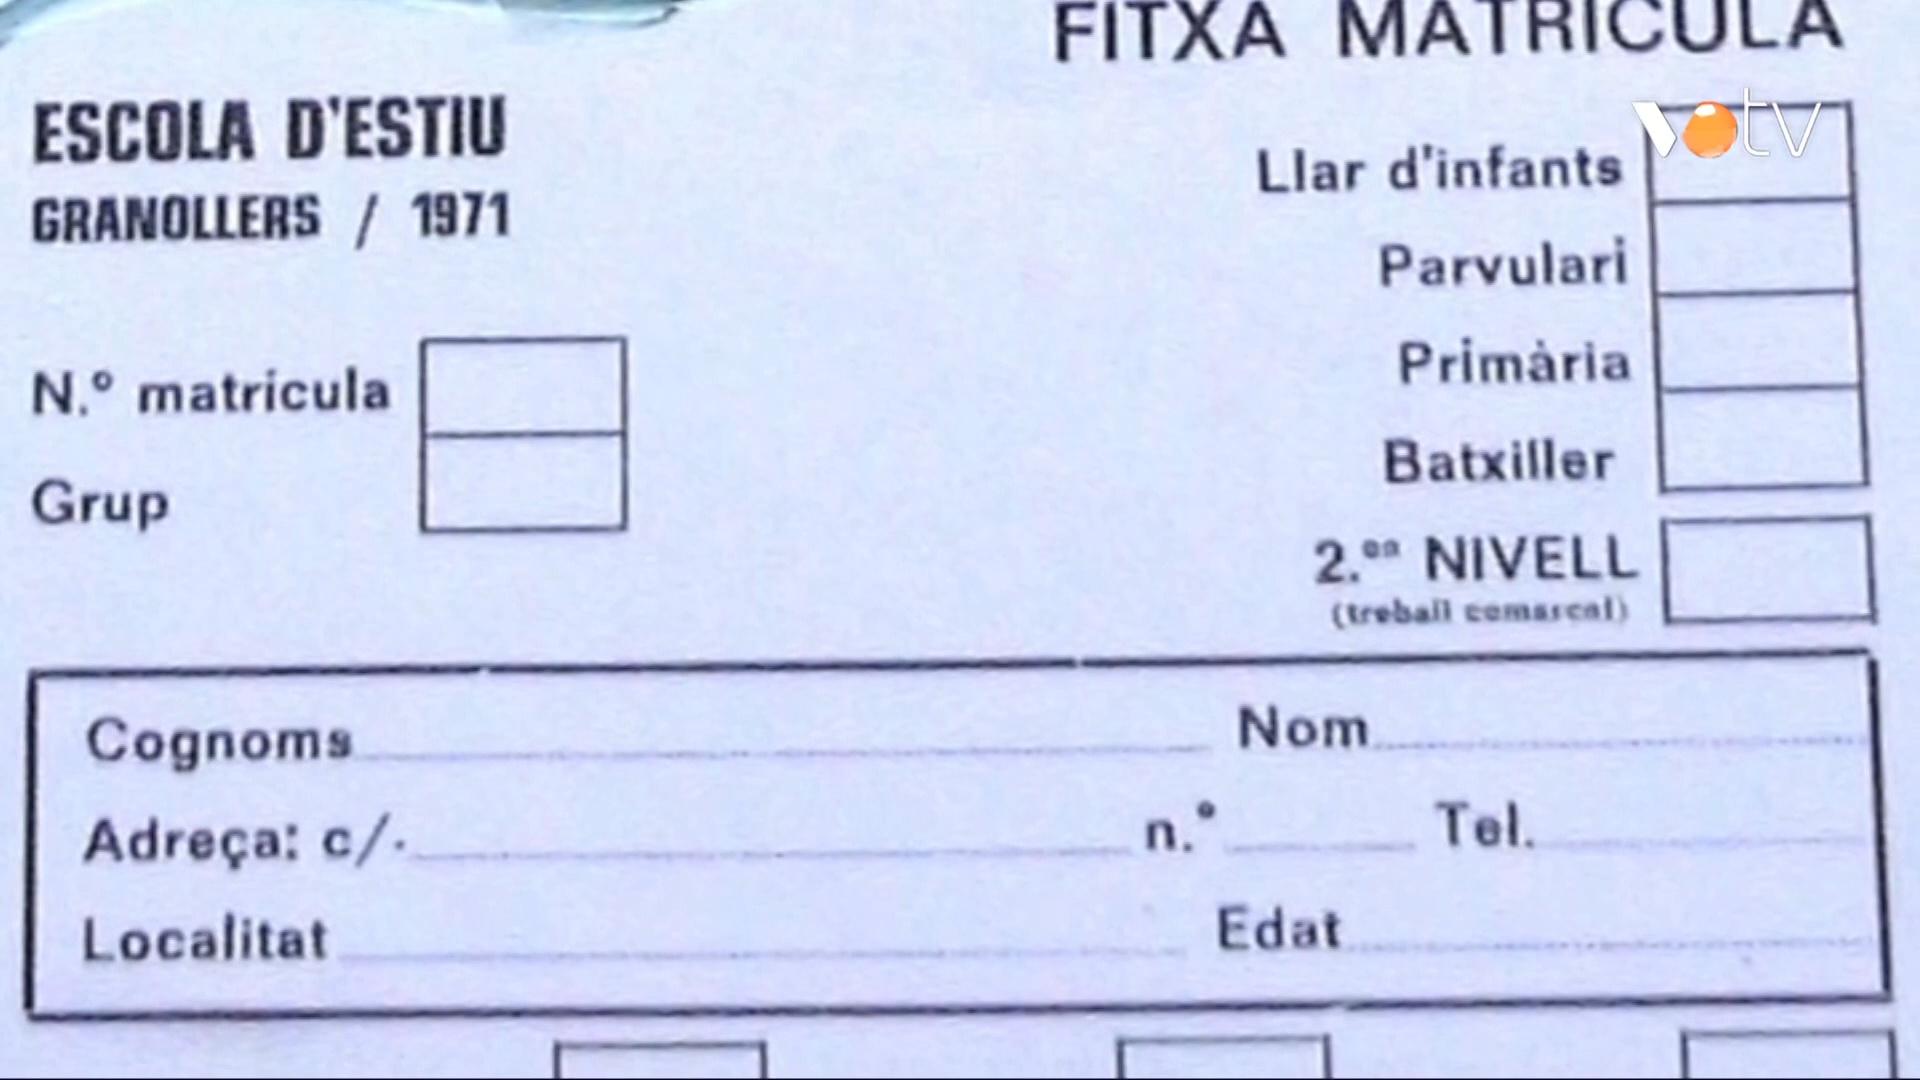 FITXA MATRICULA
votv
ESCOLA D'ESTIU
GRANOLLERS / 1971
Llar d'infants
Parvulari
Primària
Batxiller
N.º matrícula
Grup
2.on NIVELL
(treball comarcal)
Cognoms Nom
Adreça: c/. n.º Tel.
Localitat Edat